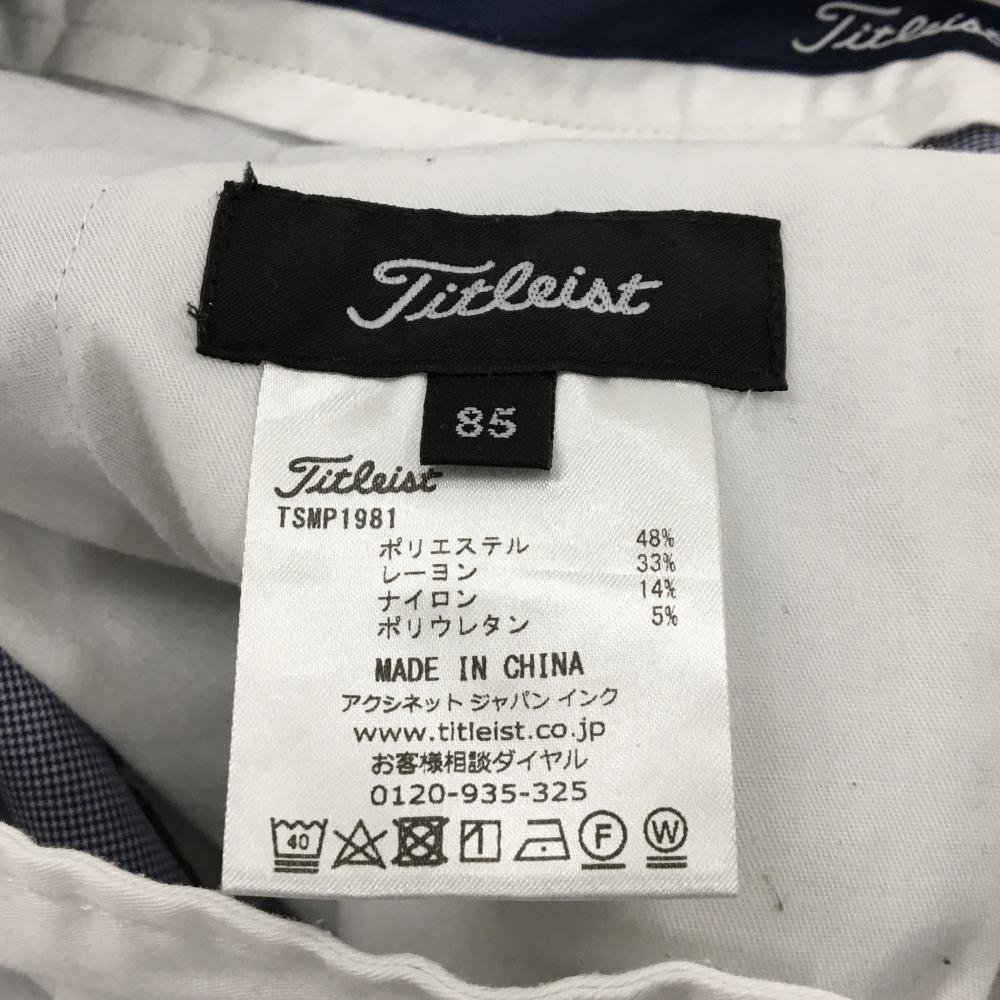 Titleist
Titleist
85
Titleist
TSMP1981
ポリエステル 48%
レーヨン 33%
ナイロン 14%
ポリウレタン 5%
MADE IN CHINA
アクシネット ジャパン インク
www.titleist.co.jp
お客様相談ダイヤル
0120-935-325
40 F W